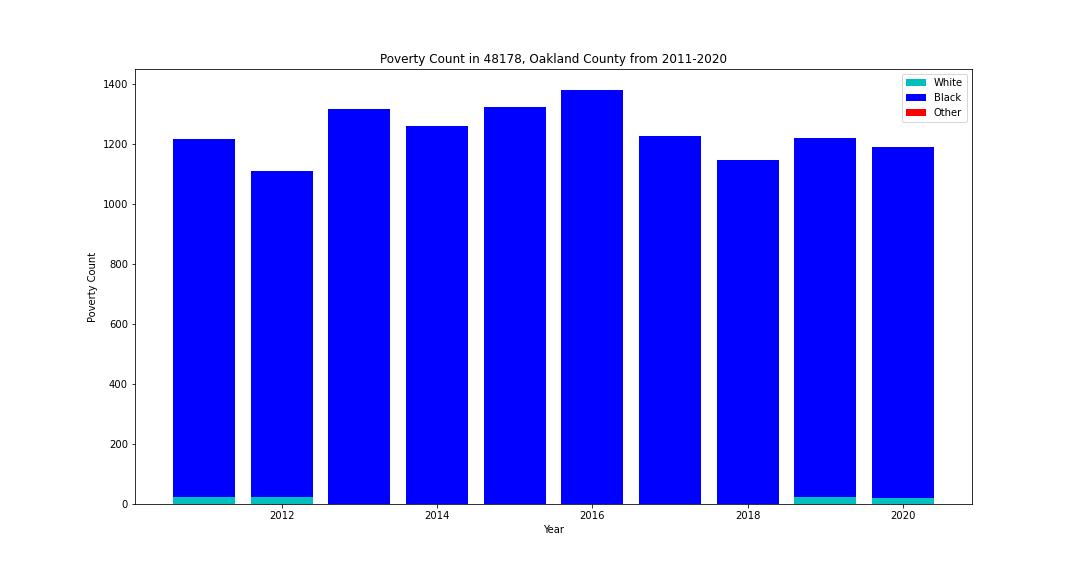 Poverty Count in 48178, Oakland County from 2011-2020
White
Black
Other
1400
1200
1000
800
600
400
200
0
Poverty Count
2012 2014 2016 2018 2020
Year